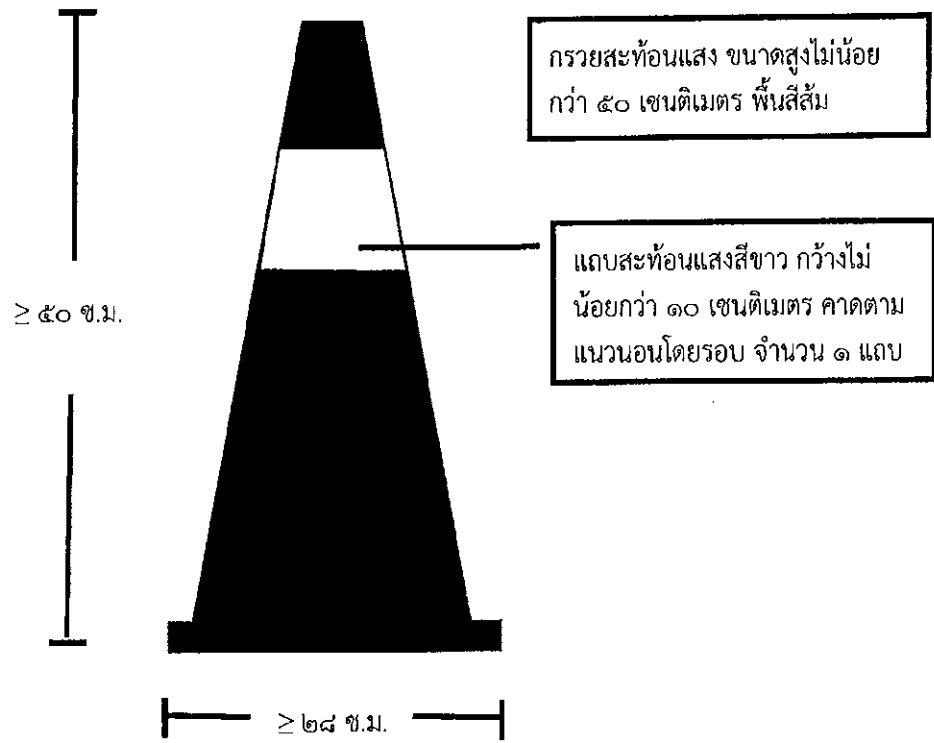 กรวยสะท้อนแสง ขนาดสูงไม่น้อย
กว่า ๕๐ เซนติเมตร พื้นสีส้ม
แถบสะท้อนแสงสีขาว กว้างไม่
น้อยกว่า ๑๐ เซนติเมตร คาดตาม
แนวนอนโดยรอบ จำนวน ๑ แถบ
≥ ๕๐ ซ.ม.
≥ ๒๘ ซ.ม.